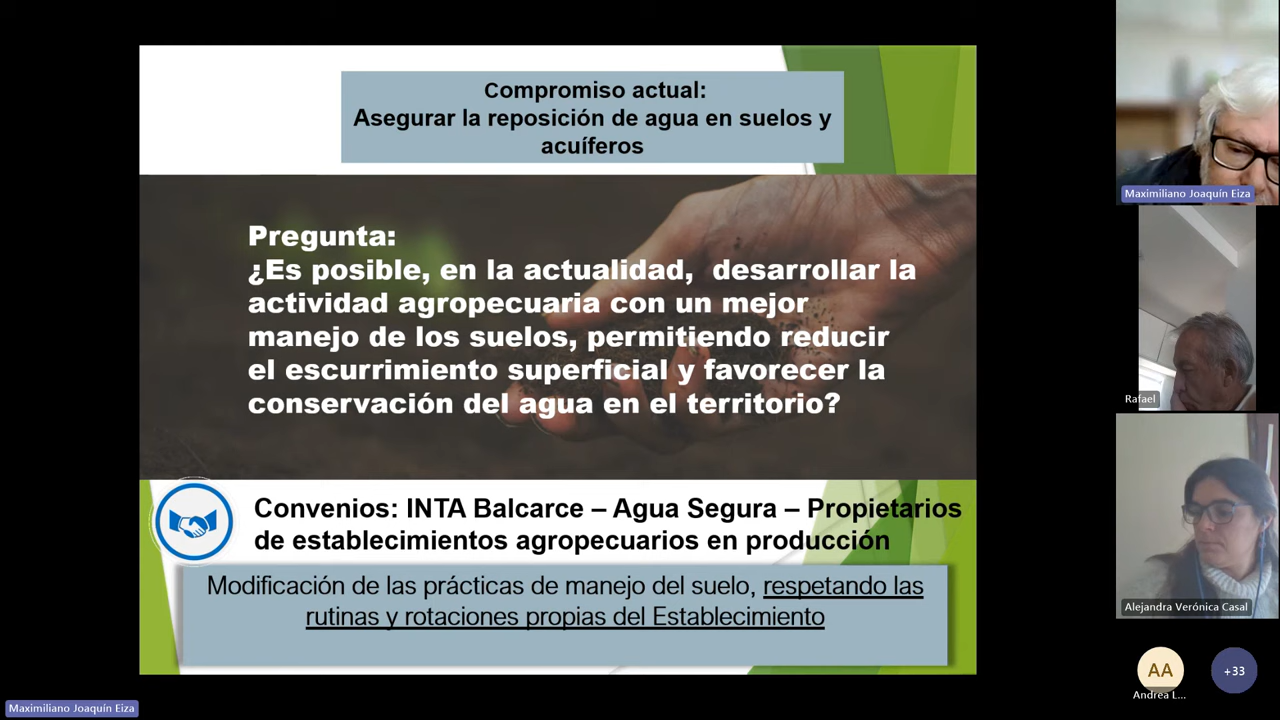 Compromiso actual:
Asegurar la reposición de agua en suelos y
acuíferos
Pregunta:
¿Es posible, en la actualidad, desarrollar la
actividad agropecuaria con un mejor
manejo de los suelos, permitiendo reducir
el escurrimiento superficial y favorecer la
conservación del agua en el territorio?
Convenios: INTA Balcarce – Agua Segura – Propietarios
de establecimientos agropecuarios en producción
Modificación de las prácticas de manejo del suelo, respetando las
rutinas y rotaciones propias del Establecimiento
Maximiliano Joaquín Eiza
Rafael
Alejandra Verónica Casal
AA
+33
Andrea L...
Maximiliano Joaquín Eiza